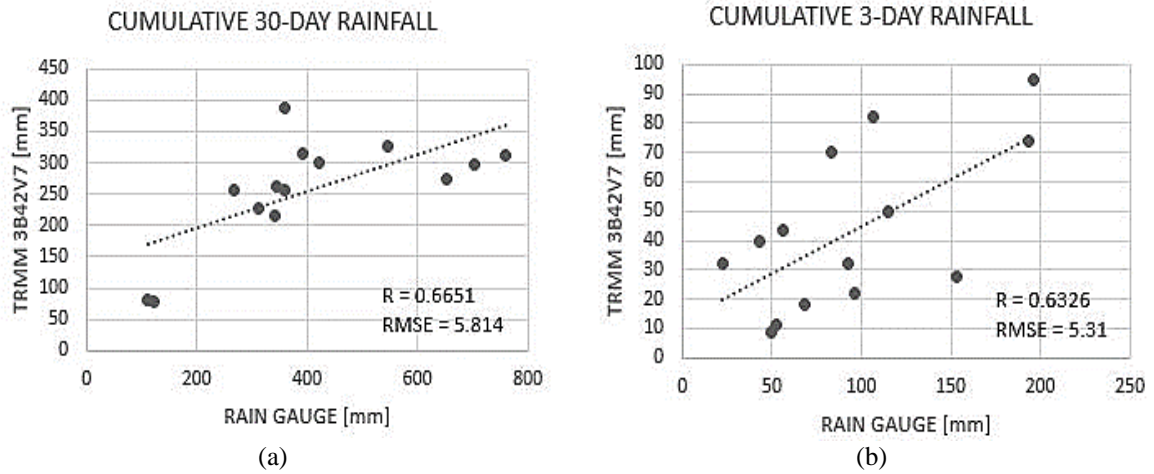 CUMULATIVE 30-DAY RAINFALL
TRMM 3B42V7 [mm]
450
400
350
300
250
200
150
100
50
0
R = 0.6651
RMSE = 5.814
0 200 400 600 800
RAIN GAUGE [mm]
(a)
CUMULATIVE 3-DAY RAINFALL
TRMM 3B42V7 [mm]
100
90
80
70
60
50
40
30
20
10
0
R = 0.6326
RMSE = 5.31
0 50 100 150 200 250
RAIN GAUGE [mm]
(b)